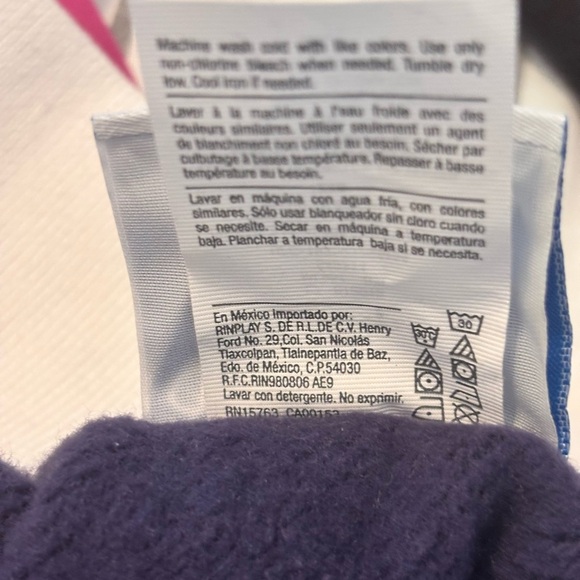 Machine wash cold with like colors. Use only
non-chlorine bleach when needed. Tumble dry
low. Cool iron if needed.
Laver à la machine à l'eau froide avec des
couleurs similaires. Utiliser seulement un agent
de blanchiment non chloré au besoin. Sécher par
culbutage à basse température. Repasser à basse
température au besoin.
Lavar en máquina con agua fría, con colores
similares. Sólo usar blanqueador sin cloro cuando
se necesite. Secar en máquina a temperatura
baja. Planchar a temperatura baja si se necesita.
En México Importado por:
RINPLAY S. DE R.L.DE C.V. Henry
Ford No. 29,Col. San Nicolás
Tlaxcolpan, Tlalnepantla de Baz,
Edo. de México, C.P.54030
R.F.C.RIN980806 AE9
Lavar con detergente. No exprimir.
RN15763 CA00153
30